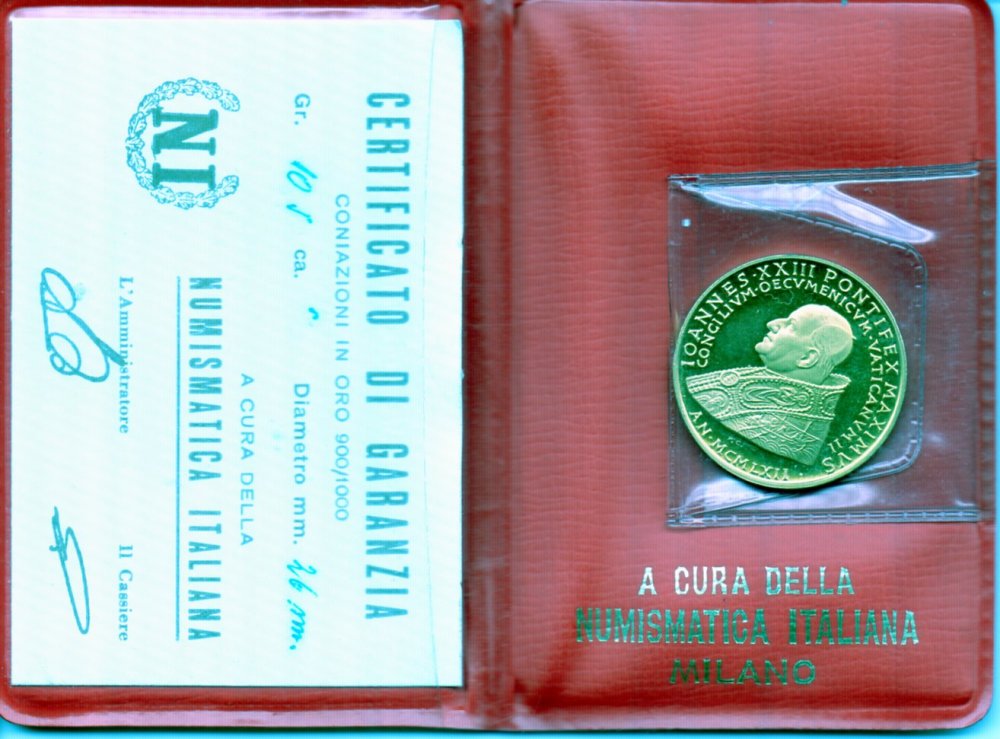 CERTIFICATO DI GARANZIA
CONIAZIONI IN ORO 900/1000
Gr. 10 ca. Diametro mm. 26 mm.
A CURA DELLA
NUMISMATICA ITALIANA
NI
L'Amministratore Il Cassiere
IOANNES·XXIII PONTIFEX MAXIMVS
CONCILIVM·OECVMENICVM·VATICANVM II
AN·MCMLXII
A CURA DELLA
NUMISMATICA ITALIANA
MILANO